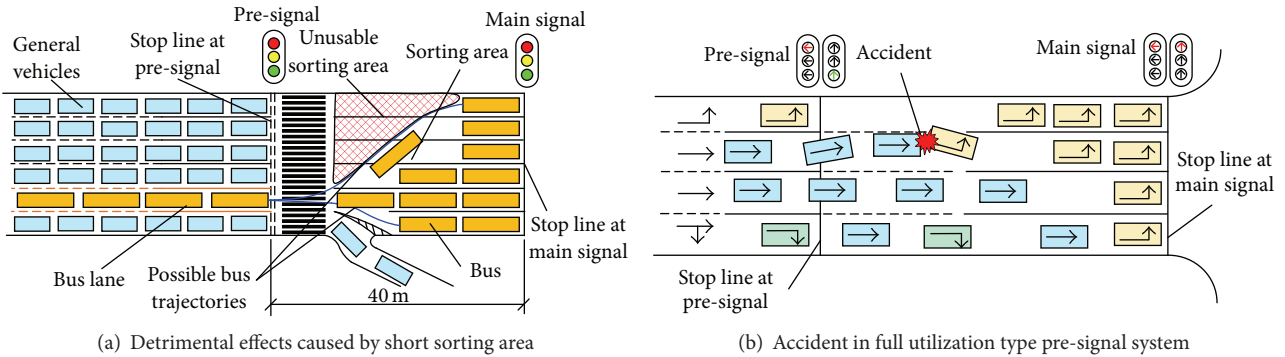 General
vehicles
Stop line at
pre-signal
Pre-signal
Unusable
sorting area
Sorting area
Main signal
Bus lane
Possible bus
trajectories
40 m
Bus
Stop line at
main signal
(a) Detrimental effects caused by short sorting area
Pre-signal
Accident
Main signal
Stop line at
pre-signal
Stop line at
main signal
(b) Accident in full utilization type pre-signal system